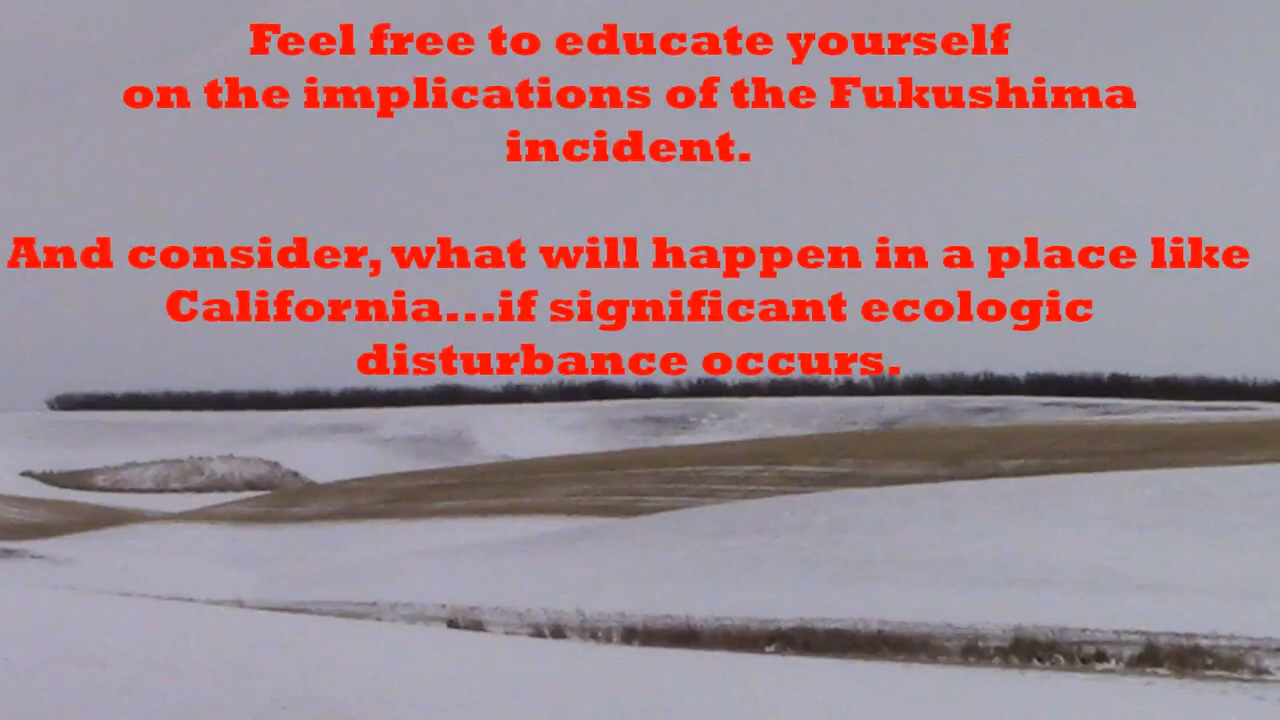 Feel free to educate yourself
on the implications of the Fukushima
incident.
And consider, what will happen in a place like
California...if significant ecologic
disturbance occurs.